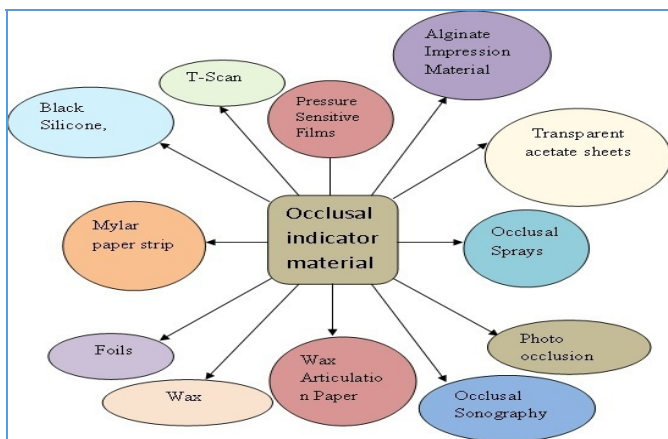 Alginate
Impression
Material
T-Scan
Pressure
Sensitive
Films
Black
Silicone,
Transparent
acetate sheets
Occlusal
indicator
material
Mylar
paper strip
Occlusal
Sprays
Foils
Wax
Wax
Articulatio
n Paper
Photo
occlusion
Occlusal
Sonography